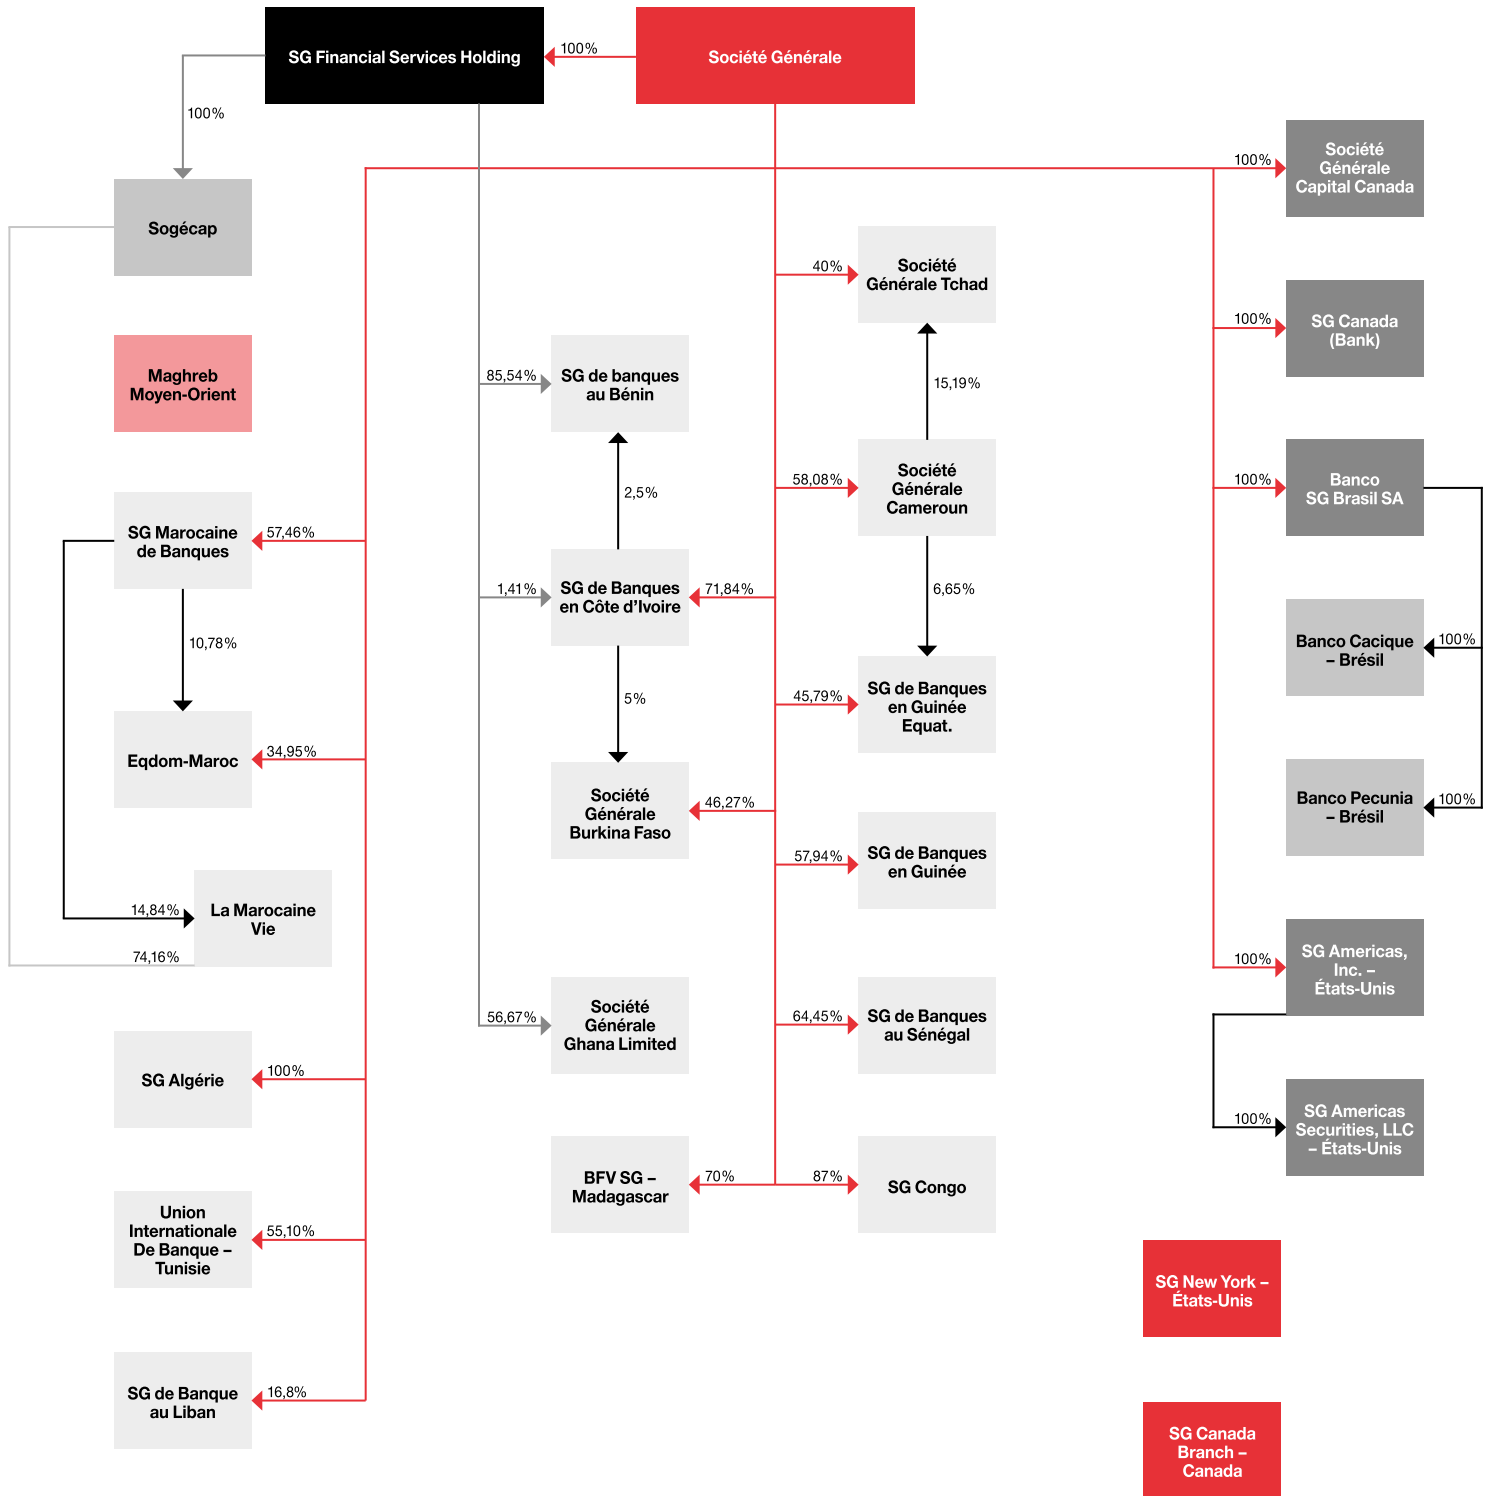 SG Financial Services Holding
100%
Société Générale
100%
Sogécap
Maghreb
Moyen-Orient
SG Marocaine
de Banques
57,46%
10,78%
Eqdom-Maroc
34,95%
14,84%
La Marocaine
Vie
74,16%
SG Algérie
100%
Union
Internationale
De Banque –
Tunisie
55,10%
SG de Banque
au Liban
16,8%
85,54%
SG de banques
au Bénin
2,5%
1,41%
SG de Banques
en Côte d’Ivoire
71,84%
5%
Société
Générale
Burkina Faso
46,27%
56,67%
Société
Générale
Ghana Limited
BFV SG –
Madagascar
70%
40%
Société
Générale Tchad
15,19%
58,08%
Société
Générale
Cameroun
6,65%
45,79%
SG de Banques
en Guinée
Equat.
57,94%
SG de Banques
en Guinée
64,45%
SG de Banques
au Sénégal
87%
SG Congo
100%
Société
Générale
Capital Canada
100%
SG Canada
(Bank)
100%
Banco
SG Brasil SA
Banco Cacique
– Brésil
100%
Banco Pecunia
– Brésil
100%
100%
SG Americas,
Inc. –
États-Unis
100%
SG Americas
Securities, LLC
– États-Unis
SG New York –
États-Unis
SG Canada
Branch –
Canada